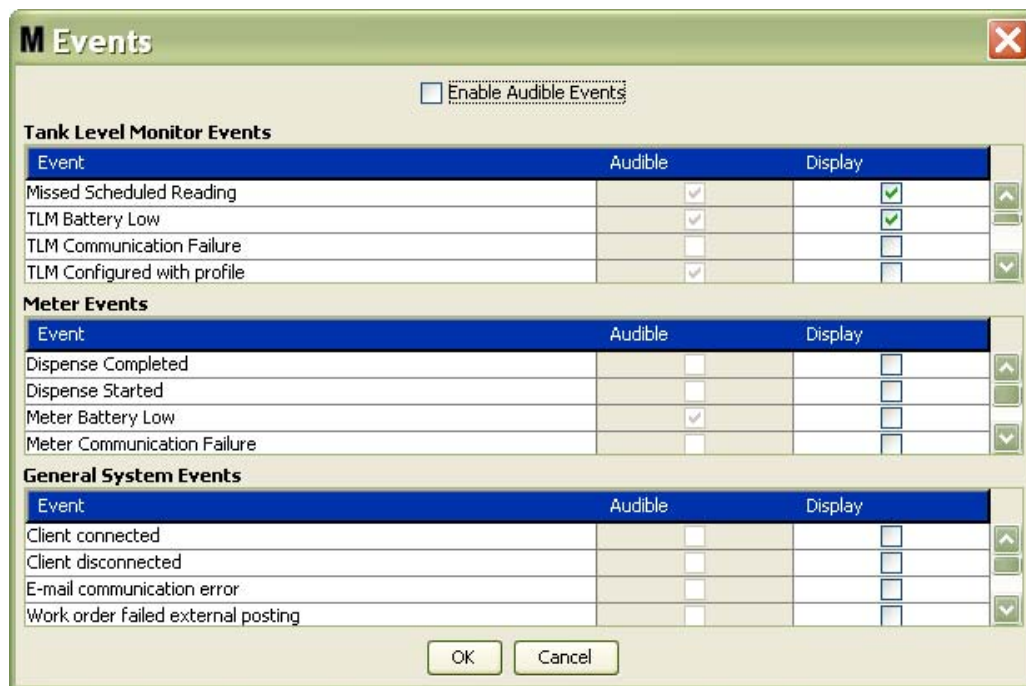 M Events
Enable Audible Events
Tank Level Monitor Events
Event Audible Display
Missed Scheduled Reading
TLM Battery Low
TLM Communication Failure
TLM Configured with profile
Meter Events
Event Audible Display
Dispense Completed
Dispense Started
Meter Battery Low
Meter Communication Failure
General System Events
Event Audible Display
Client connected
Client disconnected
E-mail communication error
Work order failed external posting
OK Cancel